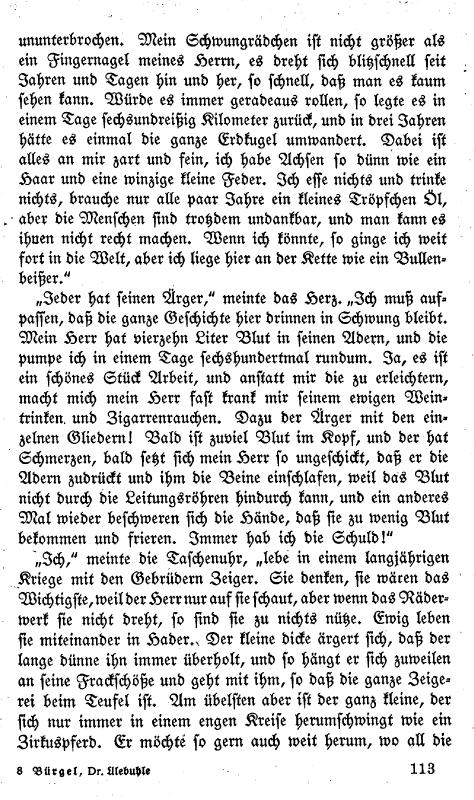 ununterbrochen. Mein Schwungrädchen ist nicht größer als
ein Fingernagel meines Herrn, es dreht sich blitzschnell seit
Jahren und Tagen hin und her, so schnell, daß man es kaum
sehen kann. Würde es immer geradeaus rollen, so legte es in
einem Tage sechsunddreißig Kilometer zurück, und in drei Jahren
hätte es einmal die ganze Erdkugel umwandert. Dabei ist
alles an mir zart und fein, ich habe Achsen so dünn wie ein
Haar und eine winzige kleine Feder. Ich esse nichts und trinke
nichts, brauche nur alle paar Jahre ein kleines Tröpfchen Öl,
aber die Menschen sind trotzdem undankbar, und man kann es
ihnen nicht recht machen. Wenn ich könnte, so ginge ich weit
fort in die Welt, aber ich liege hier an der Kette wie ein Bullen-
beißer.“
„Jeder hat seinen Ärger,“ meinte das Herz. „Ich muß auf-
passen, daß die ganze Geschichte hier drinnen in Schwung bleibt.
Mein Herr hat vierzehn Liter Blut in seinen Adern, und die
pumpe ich in einem Tage sechshundertmal rundum. Ja, es ist
ein schönes Stück Arbeit, und anstatt mir die zu erleichtern,
macht mich mein Herr fast krank mir seinem ewigen Wein-
trinken und Zigarrenrauchen. Dazu der Ärger mit den ein-
zelnen Gliedern! Bald ist zuviel Blut im Kopf, und der hat
Schmerzen, bald setzt sich mein Herr so ungeschickt, daß er die
Adern zudrückt und ihm die Beine einschlafen, weil das Blut
nicht durch die Leitungsröhren hindurch kann, und ein anderes
Mal wieder beschweren sich die Hände, daß sie zu wenig Blut
bekommen und frieren. Immer hab ich die Schuld!“
„Ich,“ meinte die Taschenuhr, „lebe in einem langjährigen
Kriege mit den Gebrüdern Zeiger. Sie denken, sie wären das
Wichtigste, weil der Herr nur auf sie schaut, aber wenn das Räder-
werk sie nicht dreht, so sind sie zu nichts nütze. Ewig leben
sie miteinander in Hader. Der kleine dicke ärgert sich, daß der
lange dünne ihn immer überholt, und so hängt er sich zuweilen
an seine Frackschöße und geht mit ihm, so daß die ganze Zeige-
rei beim Teufel ist. Am übelsten aber ist der ganz kleine, der
sich nur immer in einem engen Kreise herumschwingt wie ein
Zirkuspferd. Er möchte so gern auch weit herum, wo all die
8 Bürgel, Dr. Ulebuhle 113